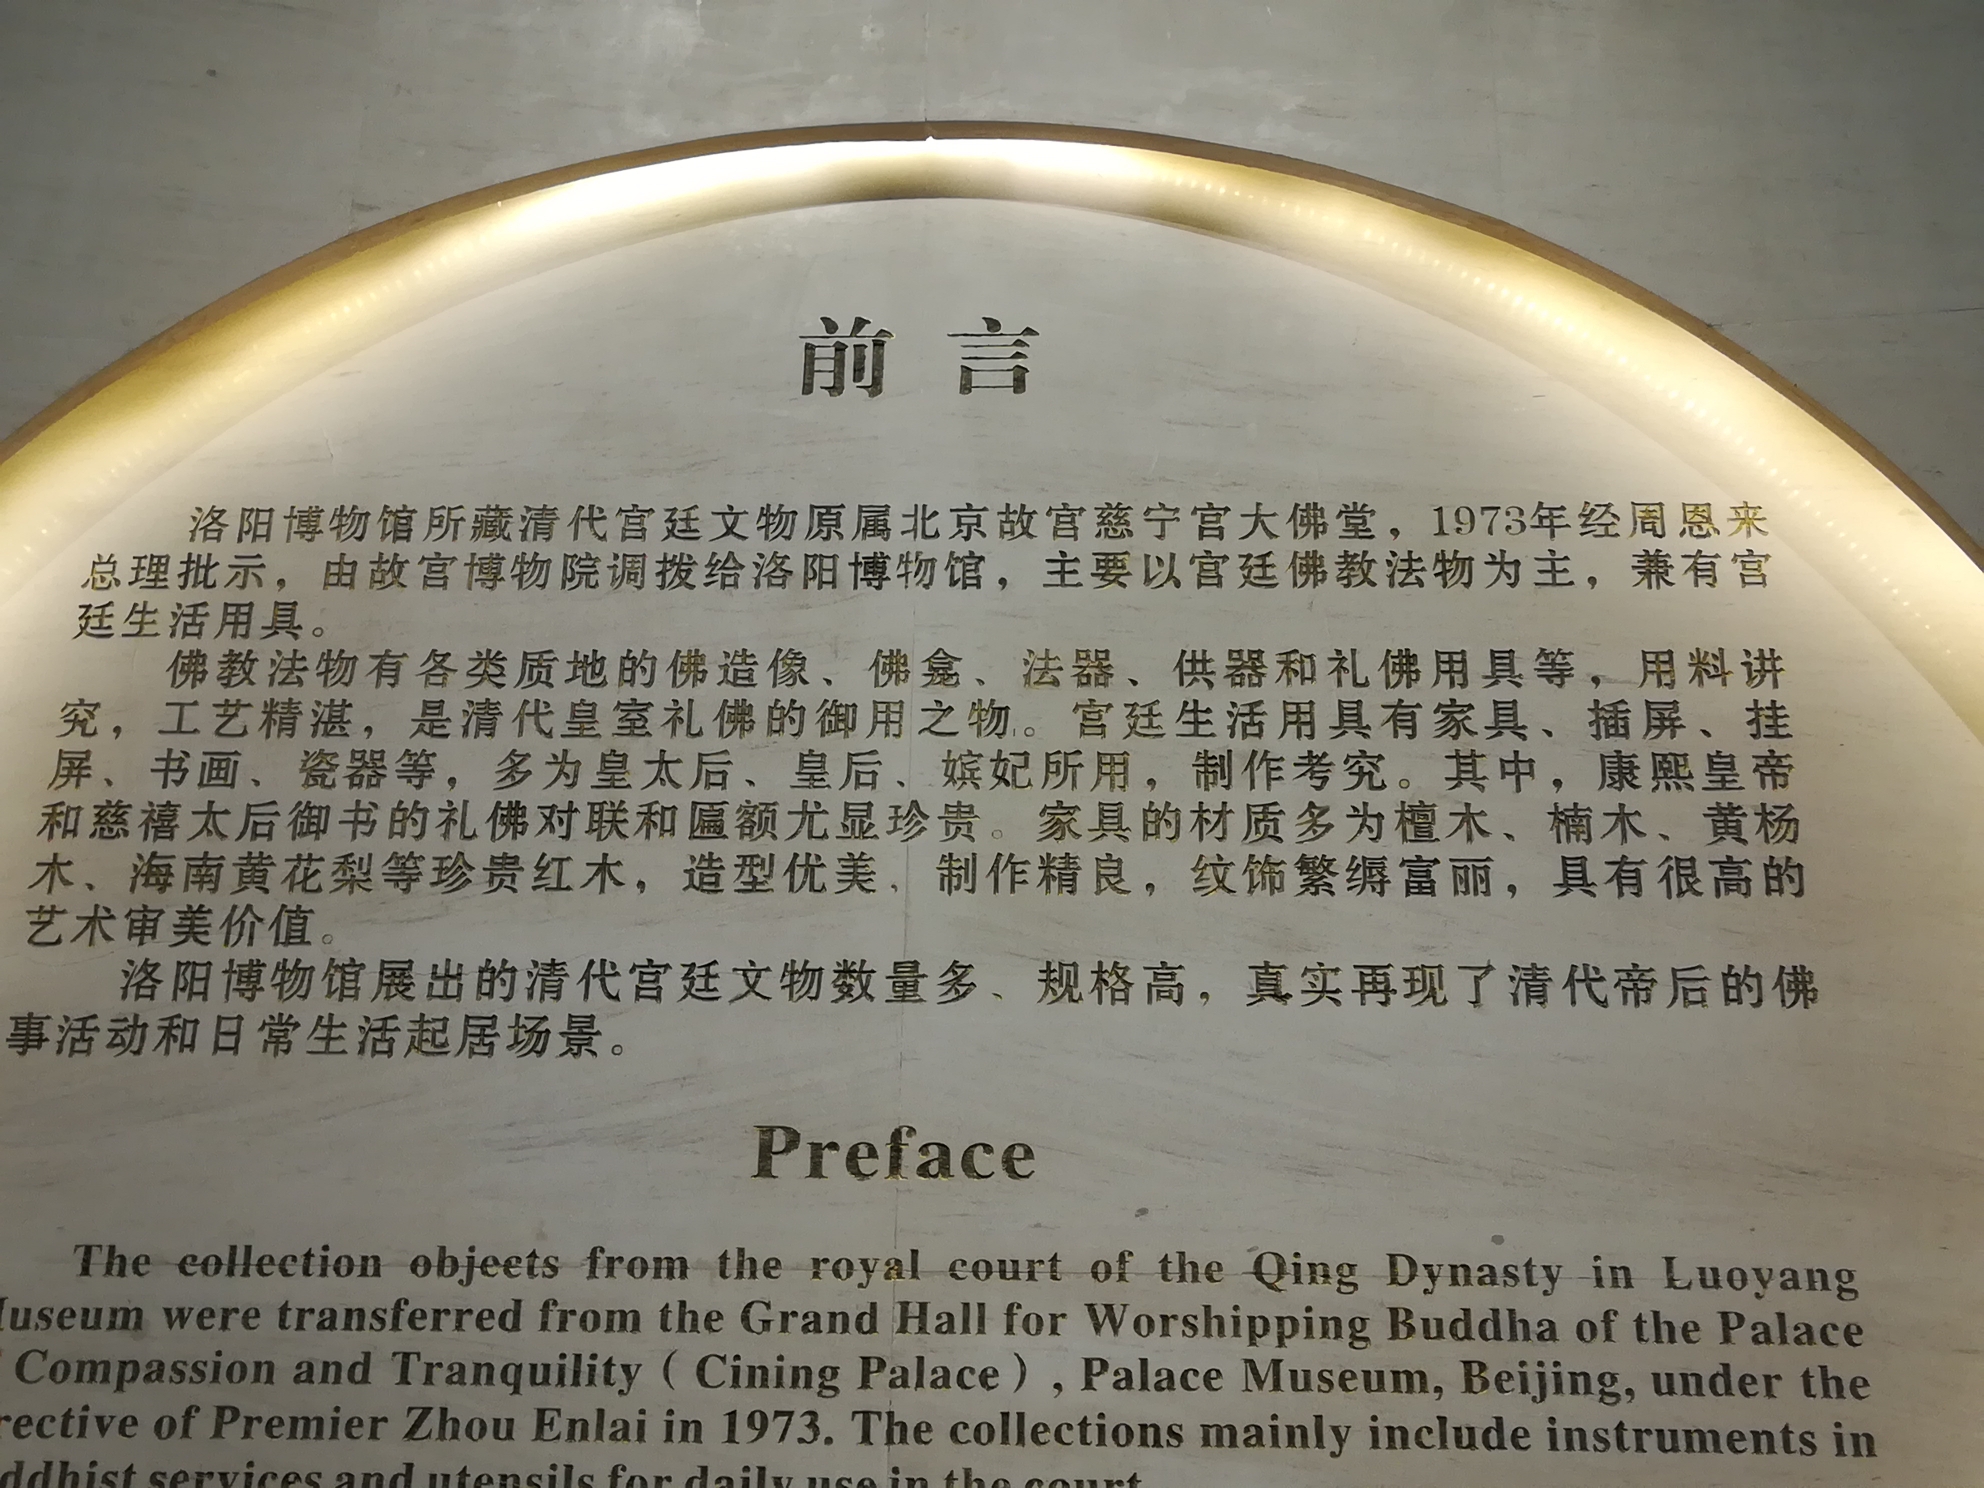 前言
洛阳博物馆所藏清代宫廷文物原属北京故宫慈宁宫大佛堂，1973年经周恩来
总理批示，由故宫博物院调拨给洛阳博物馆，主要以宫廷佛教法物为主，兼有宫
廷生活用具。
佛教法物有各类质地的佛造像、佛龛、法器、供器和礼佛用具等，用料讲
究，工艺精湛，是清代皇室礼佛的御用之物。宫廷生活用具有家具、插屏、挂
屏、书画、瓷器等，多为皇太后、皇后、嫔妃所用，制作考究。其中，康熙皇帝
和慈禧太后御书的礼佛对联和匾额尤显珍贵。家具的材质多为檀木、楠木、黄杨
木、海南黄花梨等珍贵红木，造型优美、制作精良，纹饰繁缛富丽，具有很高的
艺术审美价值。
洛阳博物馆展出的清代宫廷文物数量多、规格高，真实再现了清代帝后的佛
事活动和日常生活起居场景。
Preface
The collection objects from the royal court of the Qing Dynasty in Luoyang
useum were transferred from the Grand Hall for Worshipping Buddha of the Palace
Compassion and Tranquility（Cining Palace）, Palace Museum, Beijing, under the
rective of Premier Zhou Enlai in 1973. The collections mainly include instruments in
ddhist services and utensils for daily use in the court